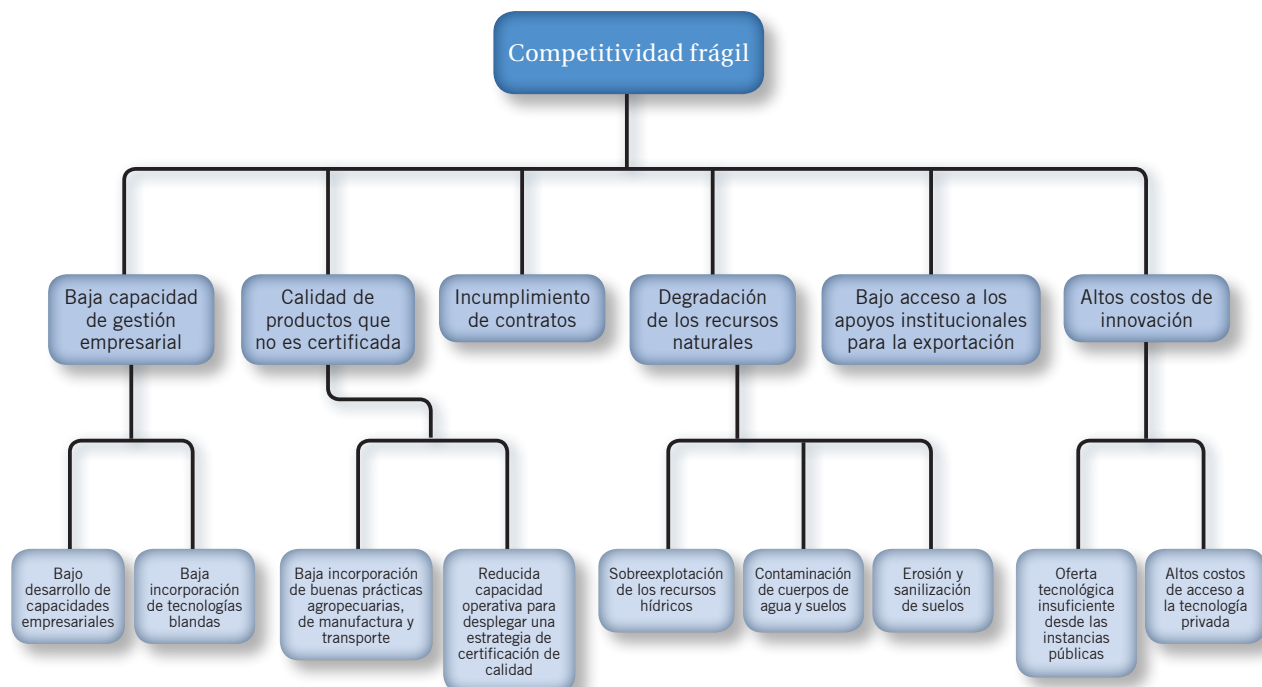 Competitividad frágil
Baja capacidad
de gestión
empresarial
Calidad de
productos que
no es certificada
Incumplimiento
de contratos
Degradación
de los recursos
naturales
Bajo acceso a los
apoyos institucionales
para la exportación
Altos costos de
innovación
Bajo
desarrollo de
capacidades
empresariales
Baja
incorporación
de tecnologías
blandas
Baja incorporación
de buenas prácticas
agropecuarias,
de manufactura y
transporte
Reducida
capacidad
operativa para
desplegar una
estrategia de
certificación de
calidad
Sobreexplotación
de los recursos
hídricos
Contaminación
de cuerpos de
agua y suelos
Erosión y
sanilización
de suelos
Oferta
tecnológica
insuficiente
desde las
instancias
públicas
Altos costos
de acceso a
la tecnología
privada